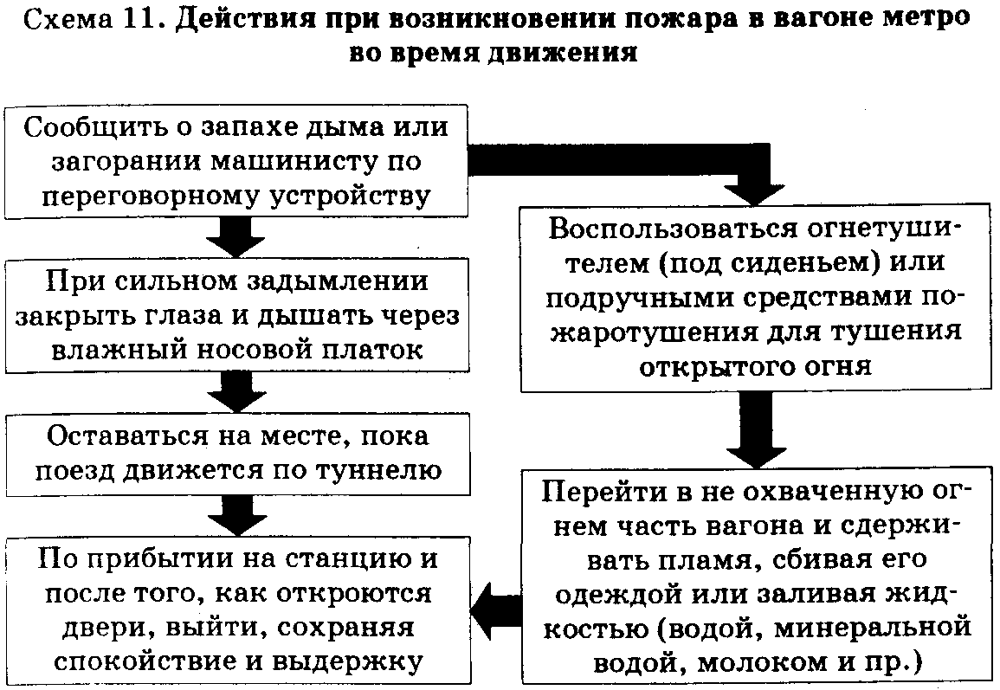 Схема 11. Действия при возникновении пожара в вагоне метро
во время движения
Сообщить о запахе дыма или
загорании машинисту по
переговорному устройству
При сильном задымлении
закрыть глаза и дышать через
влажный носовой платок
Оставаться на месте, пока
поезд движется по туннелю
По прибытии на станцию и
после того, как откроются
двери, выйти, сохраняя
спокойствие и выдержку
Воспользоваться огнетуши-
телем (под сиденьем) или
подручными средствами по-
жаротушения для тушения
открытого огня
Перейти в не охваченную ог-
нем часть вагона и сдержи-
вать пламя, сбивая его
одеждой или заливая жид-
костью (водой, минеральной
водой, молоком и пр.)